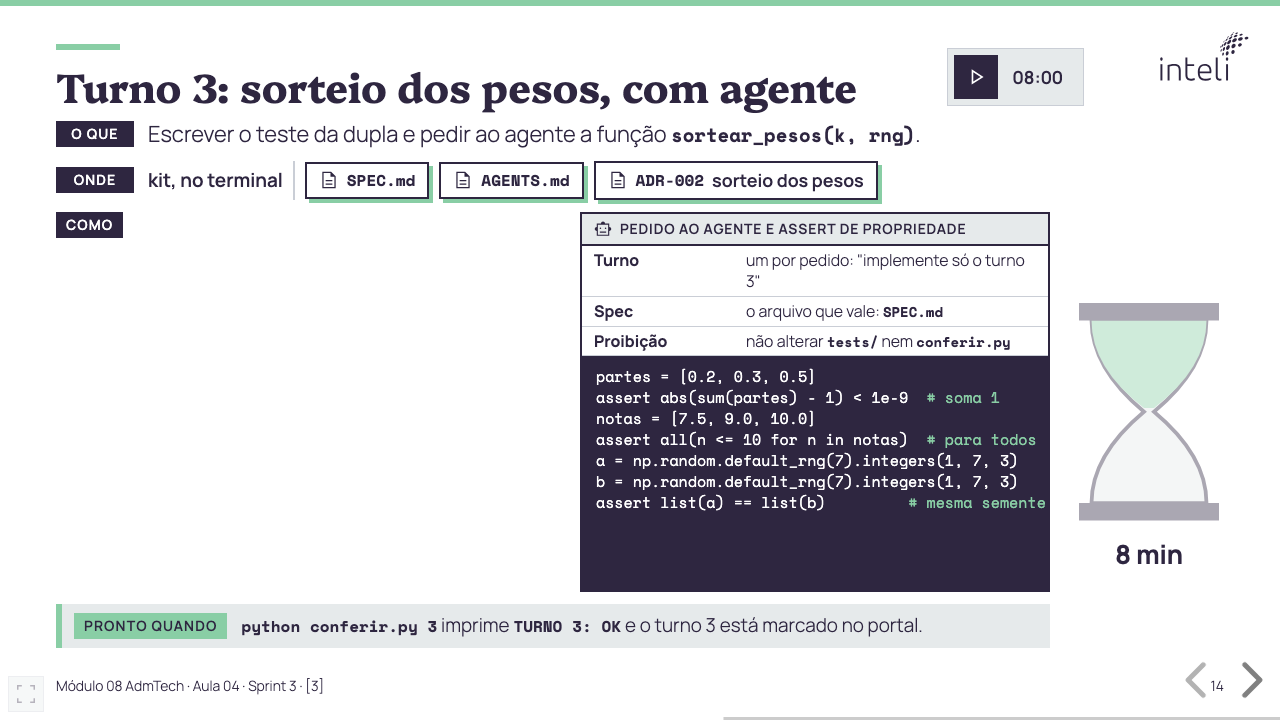 Turno 3: sorteio dos pesos, com agente
08:00
inteli
O QUE Escrever o teste da dupla e pedir ao agente a função sortear_pesos(k, rng).
ONDE kit, no terminal SPEC.md AGENTS.md ADR-002 sorteio dos pesos
COMO
PEDIDO AO AGENTE E ASSERT DE PROPRIEDADE
Turno um por pedido: "implemente só o turno
3"
Spec o arquivo que vale: SPEC.md
Proibição não alterar tests/ nem conferir.py
partes = [0.2, 0.3, 0.5]
assert abs(sum(partes) - 1) < 1e-9 # soma 1
notas = [7.5, 9.0, 10.0]
assert all(n <= 10 for n in notas) # para todos
a = np.random.default_rng(7).integers(1, 7, 3)
b = np.random.default_rng(7).integers(1, 7, 3)
assert list(a) == list(b) # mesma semente
8 min
PRONTO QUANDO python conferir.py 3 imprime TURNO 3: OK e o turno 3 está marcado no portal.
Módulo 08 AdmTech · Aula 04 · Sprint 3 · [3]
14